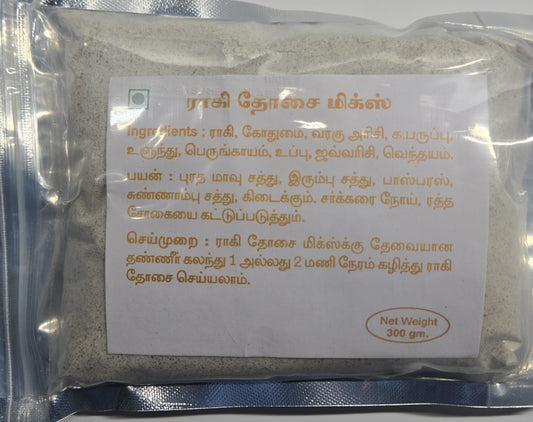 ராகி தோசை மிக்ஸ்
Ingredients : ராகி, கோதுமை, வரகு அரிசி, க.பருப்பு,
உளுந்து, பெருங்காயம், உப்பு, ஜவ்வரிசி, வெந்தயம்.
பயன் : புரத மாவு சத்து, இரும்பு சத்து, பாஸ்பரஸ்,
சுண்ணாம்பு சத்து, கிடைக்கும். சர்க்கரை நோய், ரத்த
சோகையை கட்டுப்படுத்தும்.
செய்முறை : ராகி தோசை மிக்ஸ்க்கு தேவையான
தண்ணீர் கலந்து 1 அல்லது 2 மணி நேரம் கழித்து ராகி
தோசை செய்யலாம்.
Net Weight
300 gm.